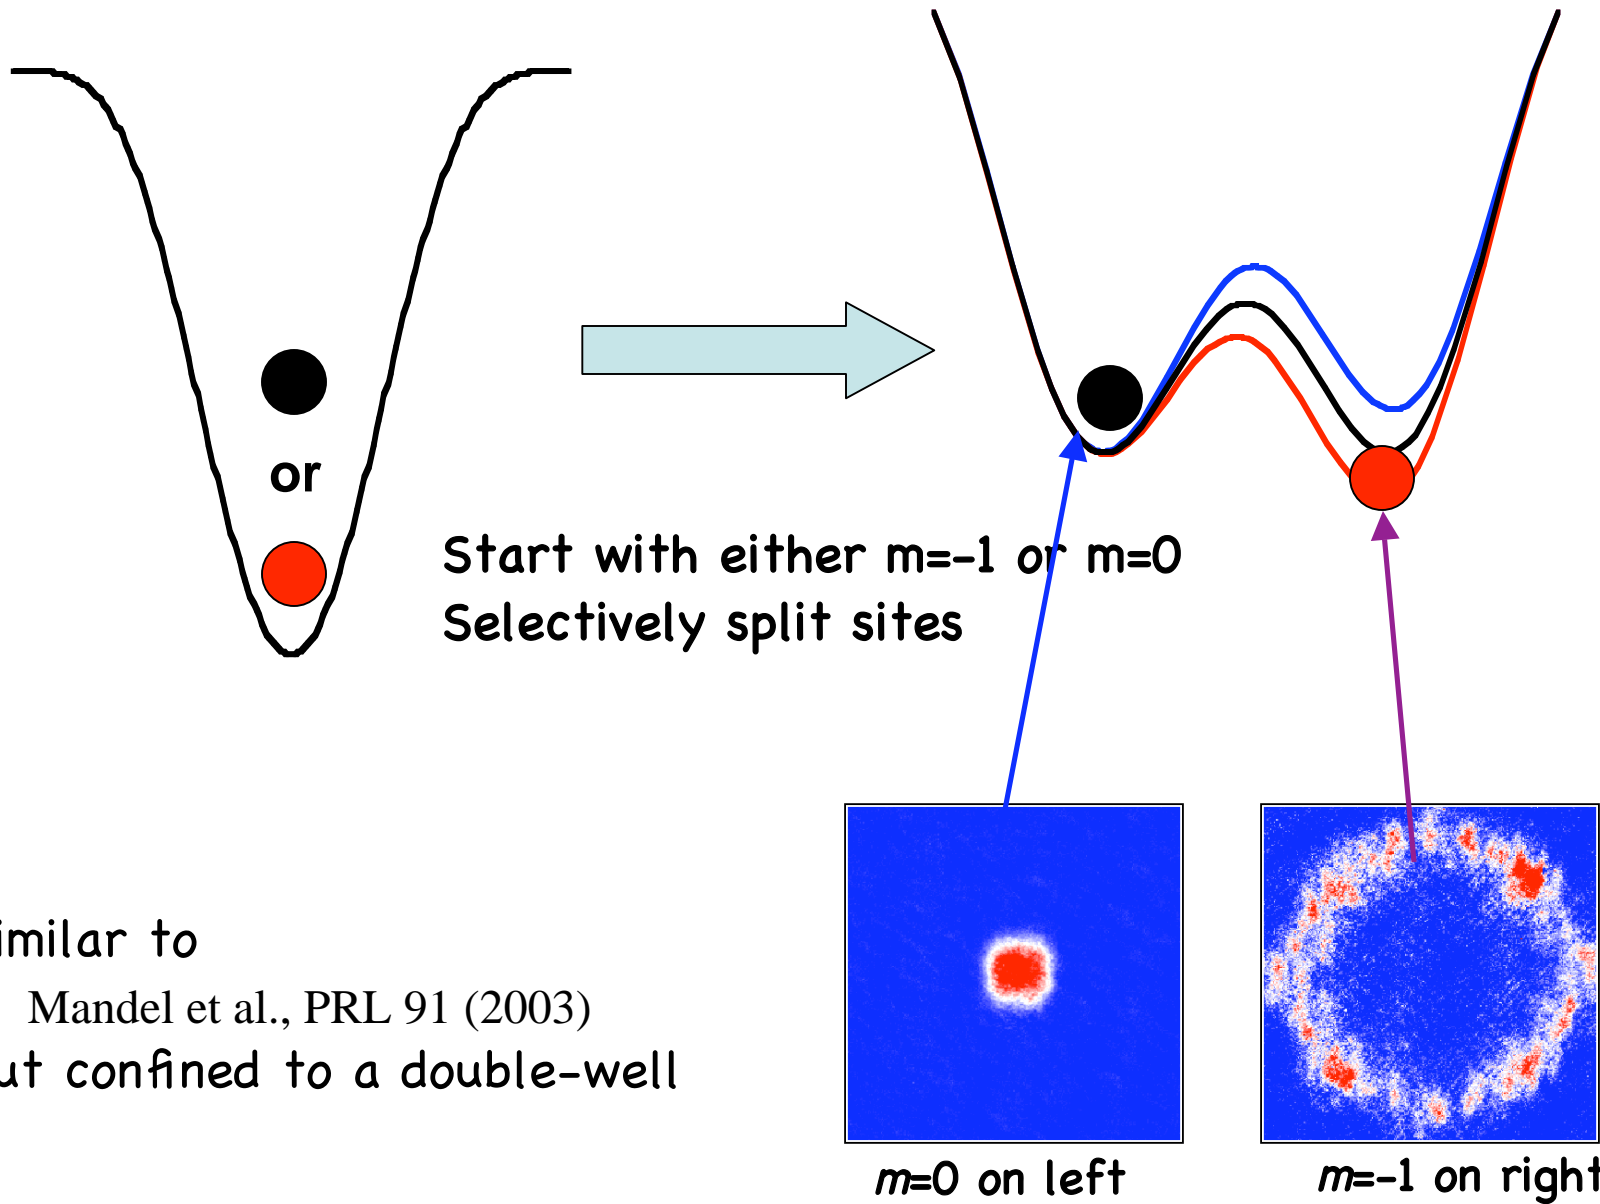 or
Start with either m=-1 or m=0
Selectively split sites
imilar to
Mandel et al., PRL 91 (2003)
ut confined to a double-well
m=0 on left
m=-1 on right